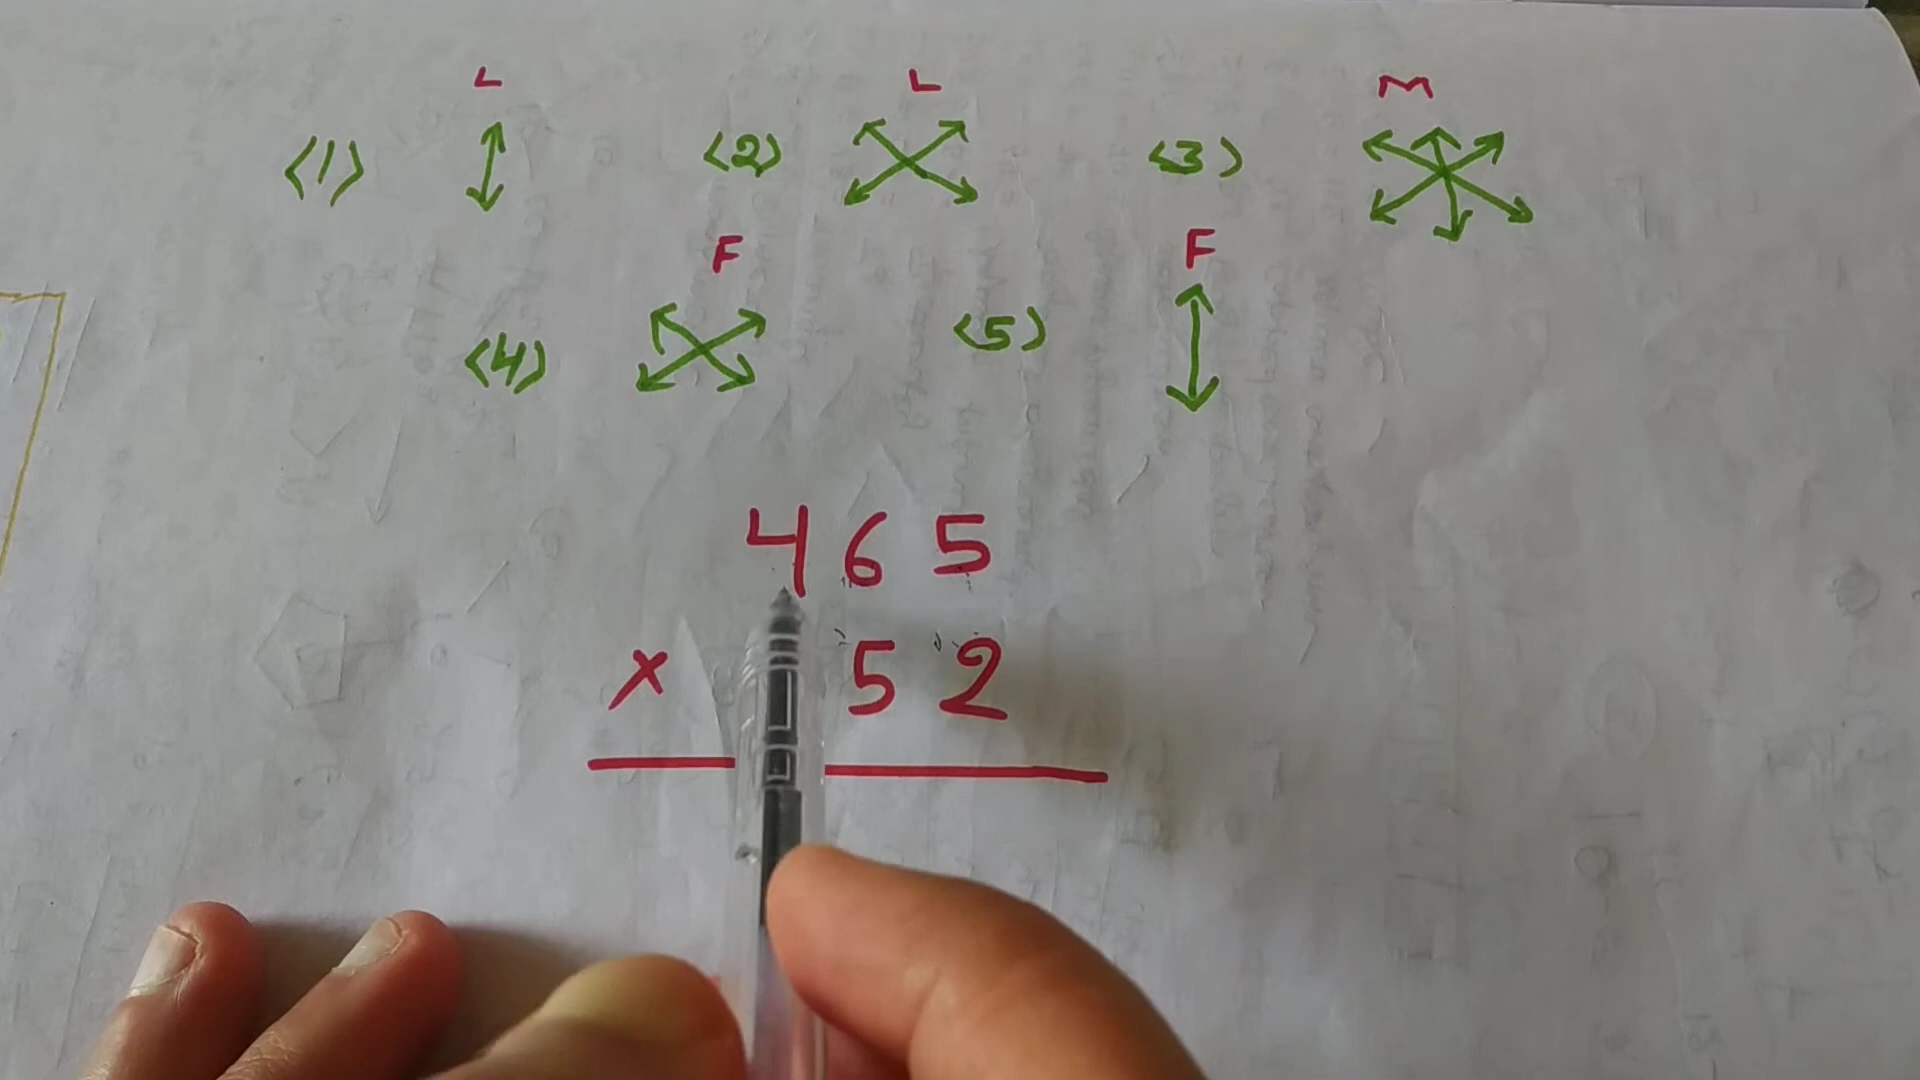 L L M
(1) (2) (3)
F F
(4) (5)
465
× 52